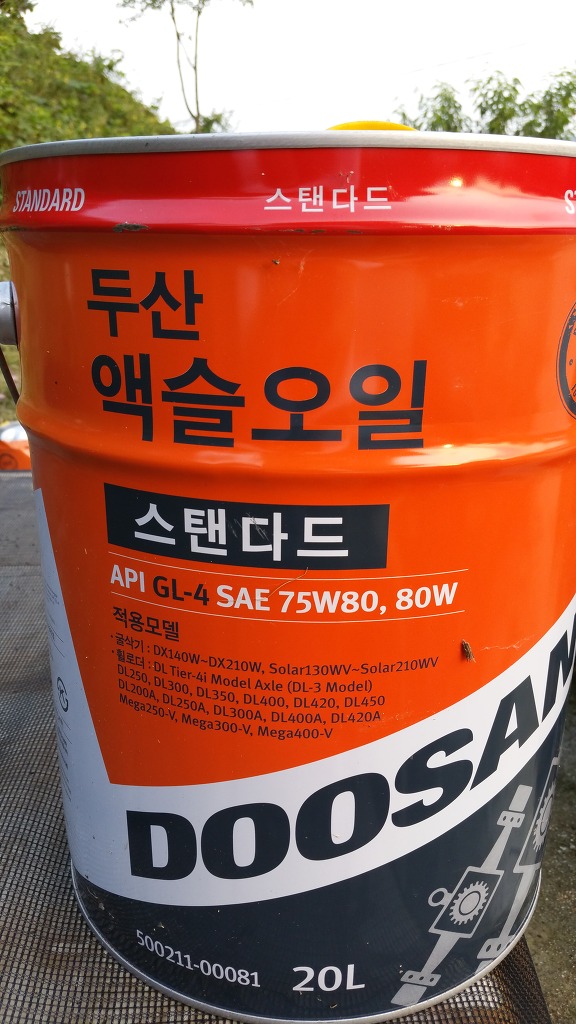 STANDARD 스탠다드 ST
두산
액슬오일
스탠다드
API GL-4 SAE 75W80, 80W
적용모델
· 굴삭기 : DX140W~DX210W, Solar130WV~Solar210WV
· 휠로더 : DL Tier-4i Model Axle (DL-3 Model)
DL250, DL300, DL350, DL400, DL420, DL450
DL200A, DL250A, DL300A, DL400A, DL420A
Mega250-V, Mega300-V, Mega400-V
DOOSAN
500211-00081 20L